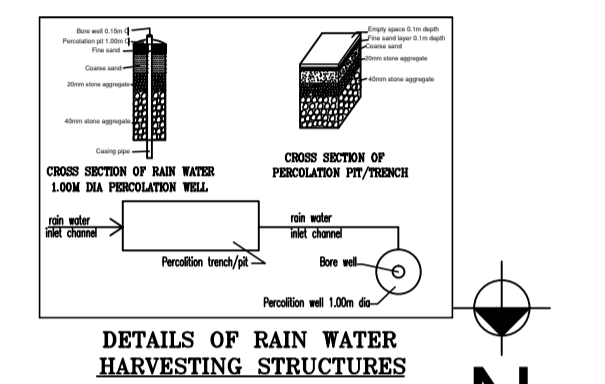 Bore well 0.15m
Percolation pit 1.00m
Fine sand
Coarse sand
20mm stone aggregate
40mm stone aggregate
Casing pipe
CROSS SECTION OF RAIN WATER
1.00M DIA PERCOLATION WELL
Empty space 0.1m depth
Fine sand layer 0.1m depth
Coarse sand
20mm stone aggregate
40mm stone aggregate
CROSS SECTION OF
PERCOLATION PIT/TRENCH
rain water
inlet channel
Percolition trench/pit
rain water
inlet channel
Bore well
Percolition well 1.00m dia
DETAILS OF RAIN WATER
HARVESTING STRUCTURES
N